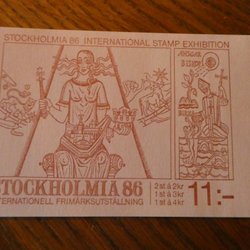 STOCKHOLMIA 86 INTERNATIONAL STAMP EXHIBITION
STOCKHOLMIA 86
INTERNATIONELL FRIMÄRKSUTSTÄLLNING
2 st à 2 kr
1 st à 3 kr
1 st à 4 kr
11:-